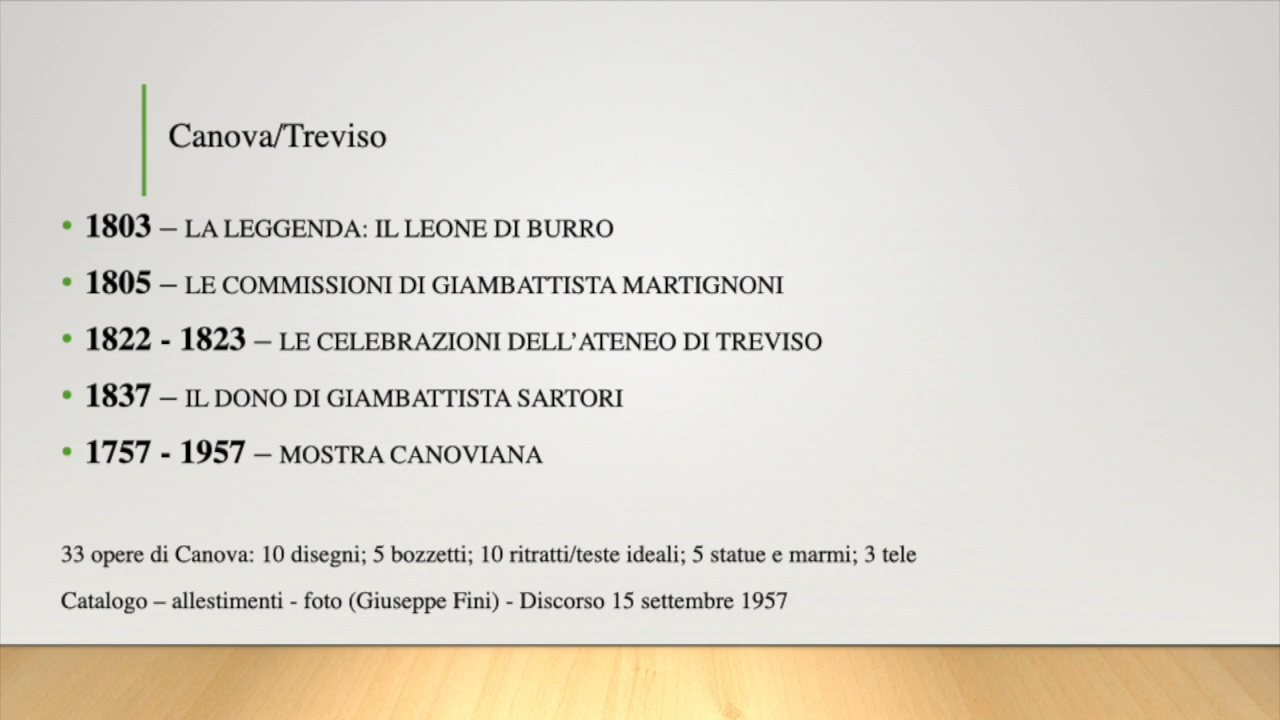 Canova/Treviso
• 1803 – LA LEGGENDA: IL LEONE DI BURRO
• 1805 – LE COMMISSIONI DI GIAMBATTISTA MARTIGNONI
• 1822 - 1823 – LE CELEBRAZIONI DELL’ATENEO DI TREVISO
• 1837 – IL DONO DI GIAMBATTISTA SARTORI
• 1757 - 1957 – MOSTRA CANOVIANA
33 opere di Canova: 10 disegni; 5 bozzetti; 10 ritratti/teste ideali; 5 statue e marmi; 3 tele
Catalogo – allestimenti - foto (Giuseppe Fini) - Discorso 15 settembre 1957